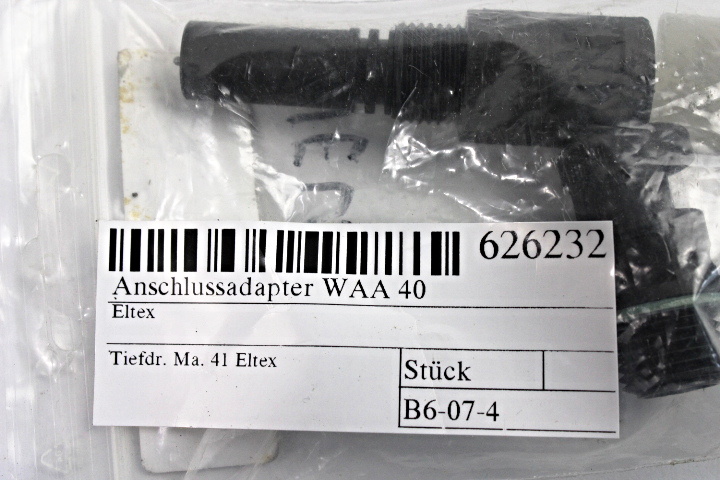 626232
Anschlussadapter WAA 40
Eltex
Tiefdr. Ma. 41 Eltex
Stück
B6-07-4